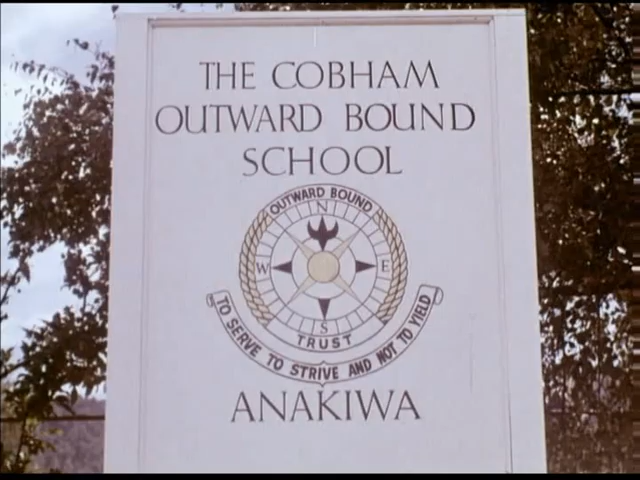 THE COBHAM
OUTWARD BOUND
SCHOOL
OUTWARD BOUND
N
W E
S
TRUST
TO SERVE TO STRIVE AND NOT TO YIELD
ANAKIWA